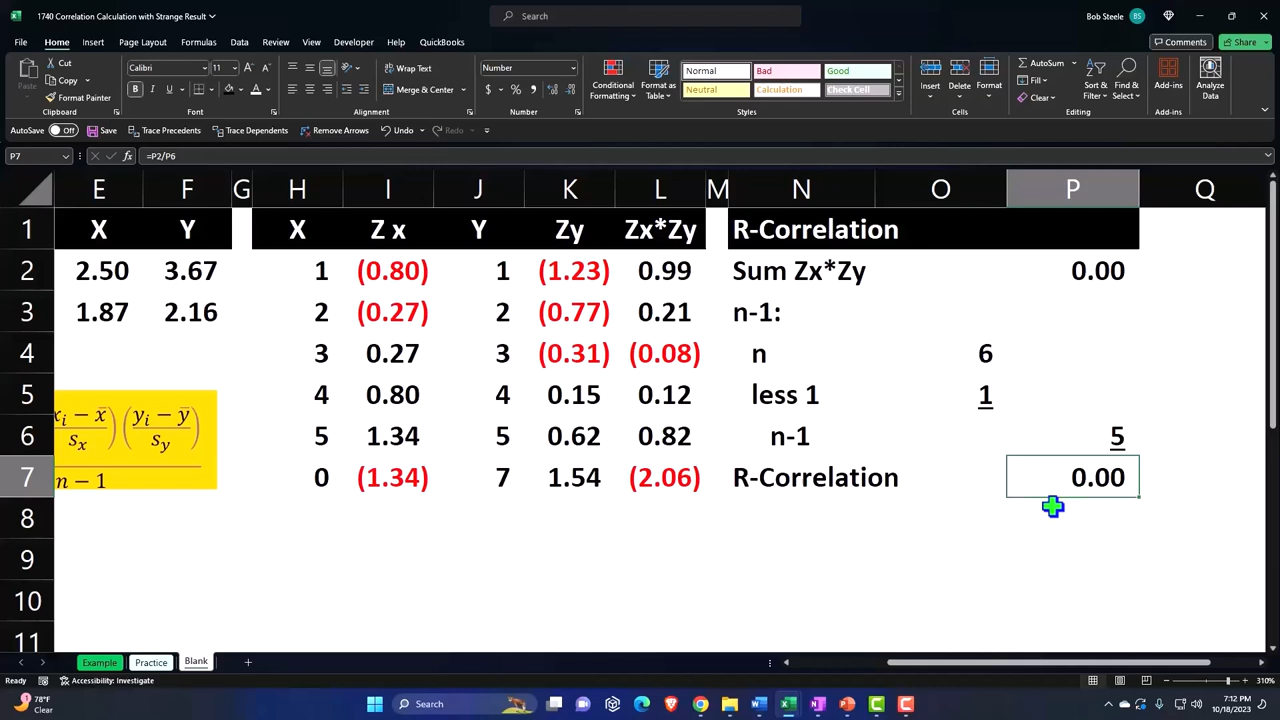 1740 Correlation Calculation with Strange Result
Search
Bob Steele BS
File Home Insert Page Layout Formulas Data Review View Developer Automate Help QuickBooks
Comments Share
Cut
Copy
Paste
Format Painter
Calibri 11
Wrap Text
Merge & Center
Number
Conditional Formatting
Format as Table
Normal Bad Good
Neutral Calculation Check Cell
Insert Delete Format
AutoSum
Fill
Clear
Sort & Filter
Find & Select
Add-ins
Analyze Data
Clipboard Font Alignment Number Styles Cells Editing Add-ins
AutoSave Off Save Trace Precedents Trace Dependents Remove Arrows Undo Redo
P7 fx =P2/P6
E F G H I J K L M N O P Q
1 X Y X Z x Y Zy Zx*Zy R-Correlation
2 2.50 3.67 1 (0.80) 1 (1.23) 0.99 Sum Zx*Zy 0.00
3 1.87 2.16 2 (0.27) 2 (0.77) 0.21 n-1:
4 3 0.27 3 (0.31) (0.08) n 6
5 4 0.80 4 0.15 0.12 less 1 1
6 5 1.34 5 0.62 0.82 n-1 5
7 0 (1.34) 7 1.54 (2.06) R-Correlation 0.00
xᵢ − x̄ / sₓ ) ( yᵢ − ȳ / s_y )
n − 1
8
9
10
11
Example Practice Blank
Ready Accessibility: Investigate
310%
78°F
Clear
Search
7:12 PM
10/18/2023